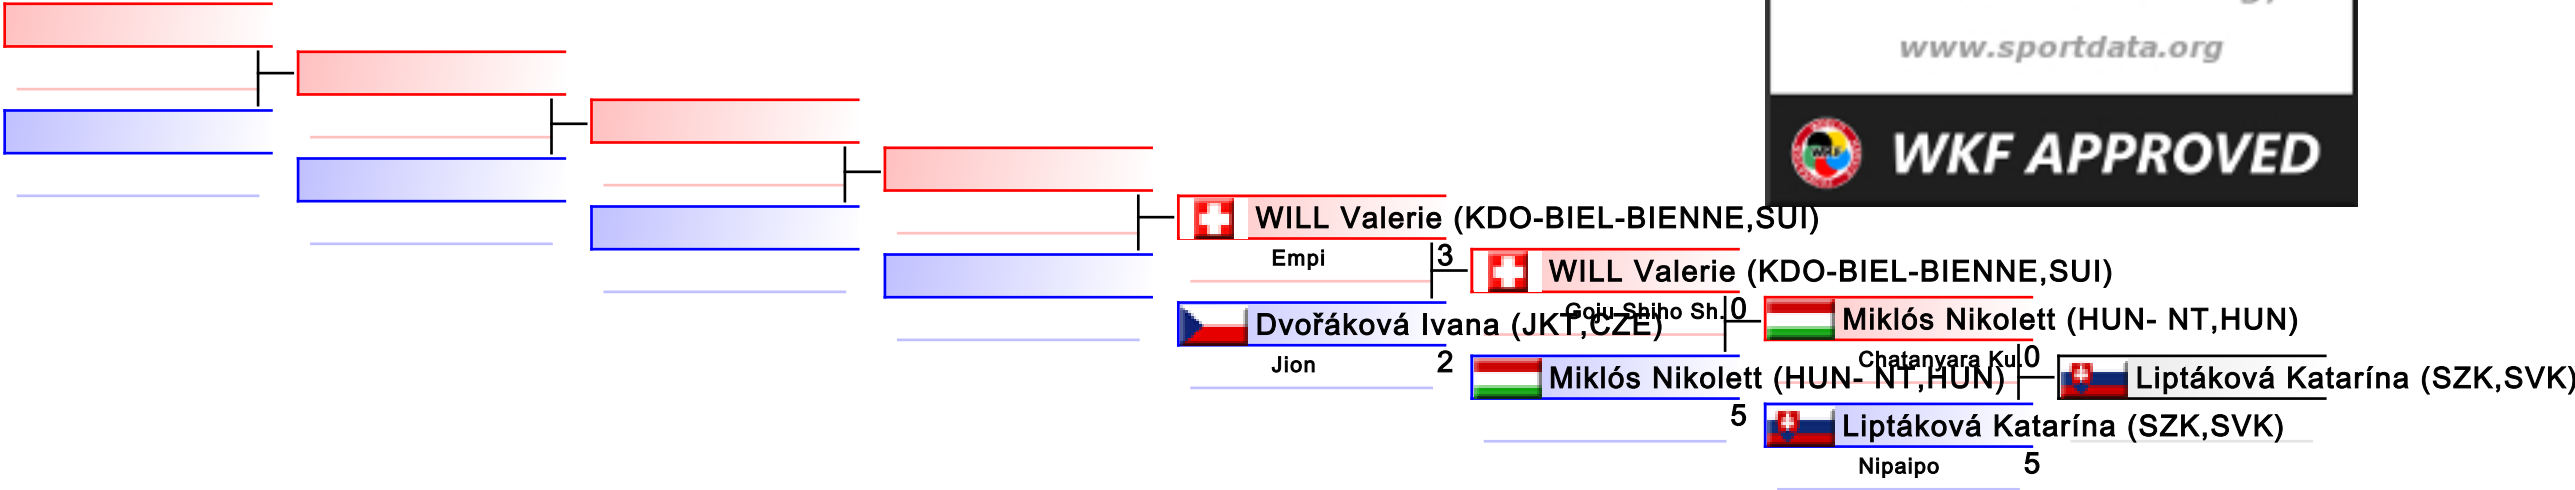 www.sportdata.org
WKF
WKF APPROVED
WILL Valerie (KDO-BIEL-BIENNE,SUI)
Empi
3
WILL Valerie (KDO-BIEL-BIENNE,SUI)
Goju Shiho Sh.
0
Dvořáková Ivana (JKT,CZE)
Jion
2
Miklós Nikolett (HUN- NT,HUN)
Chatanyara Ku.
0
Miklós Nikolett (HUN- NT,HUN)
5
Liptáková Katarína (SZK,SVK)
Liptáková Katarína (SZK,SVK)
Nipaipo
5